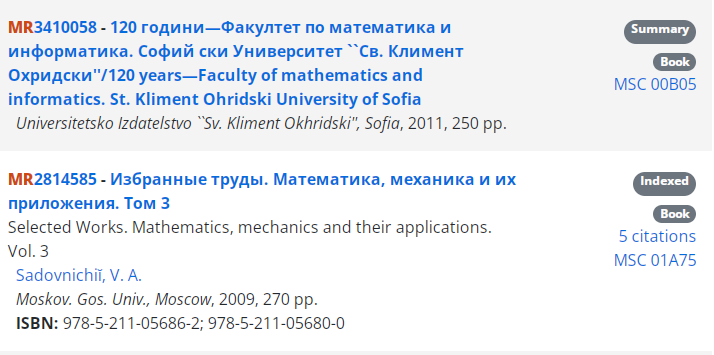 MR3410058 - 120 години—Факултет по математика и
информатика. Софий ски Университет ``Св. Климент
Охридски''/120 years—Faculty of mathematics and
informatics. St. Kliment Ohridski University of Sofia
Universitetsko Izdatelstvo ``Sv. Kliment Okhridski'', Sofia, 2011, 250 pp.
Summary
Book
MSC 00B05
MR2814585 - Избранные труды. Математика, механика и их
приложения. Том 3
Selected Works. Mathematics, mechanics and their applications.
Vol. 3
Sadovnichiĭ, V. A.
Moskov. Gos. Univ., Moscow, 2009, 270 pp.
ISBN: 978-5-211-05686-2; 978-5-211-05680-0
Indexed
Book
5 citations
MSC 01A75